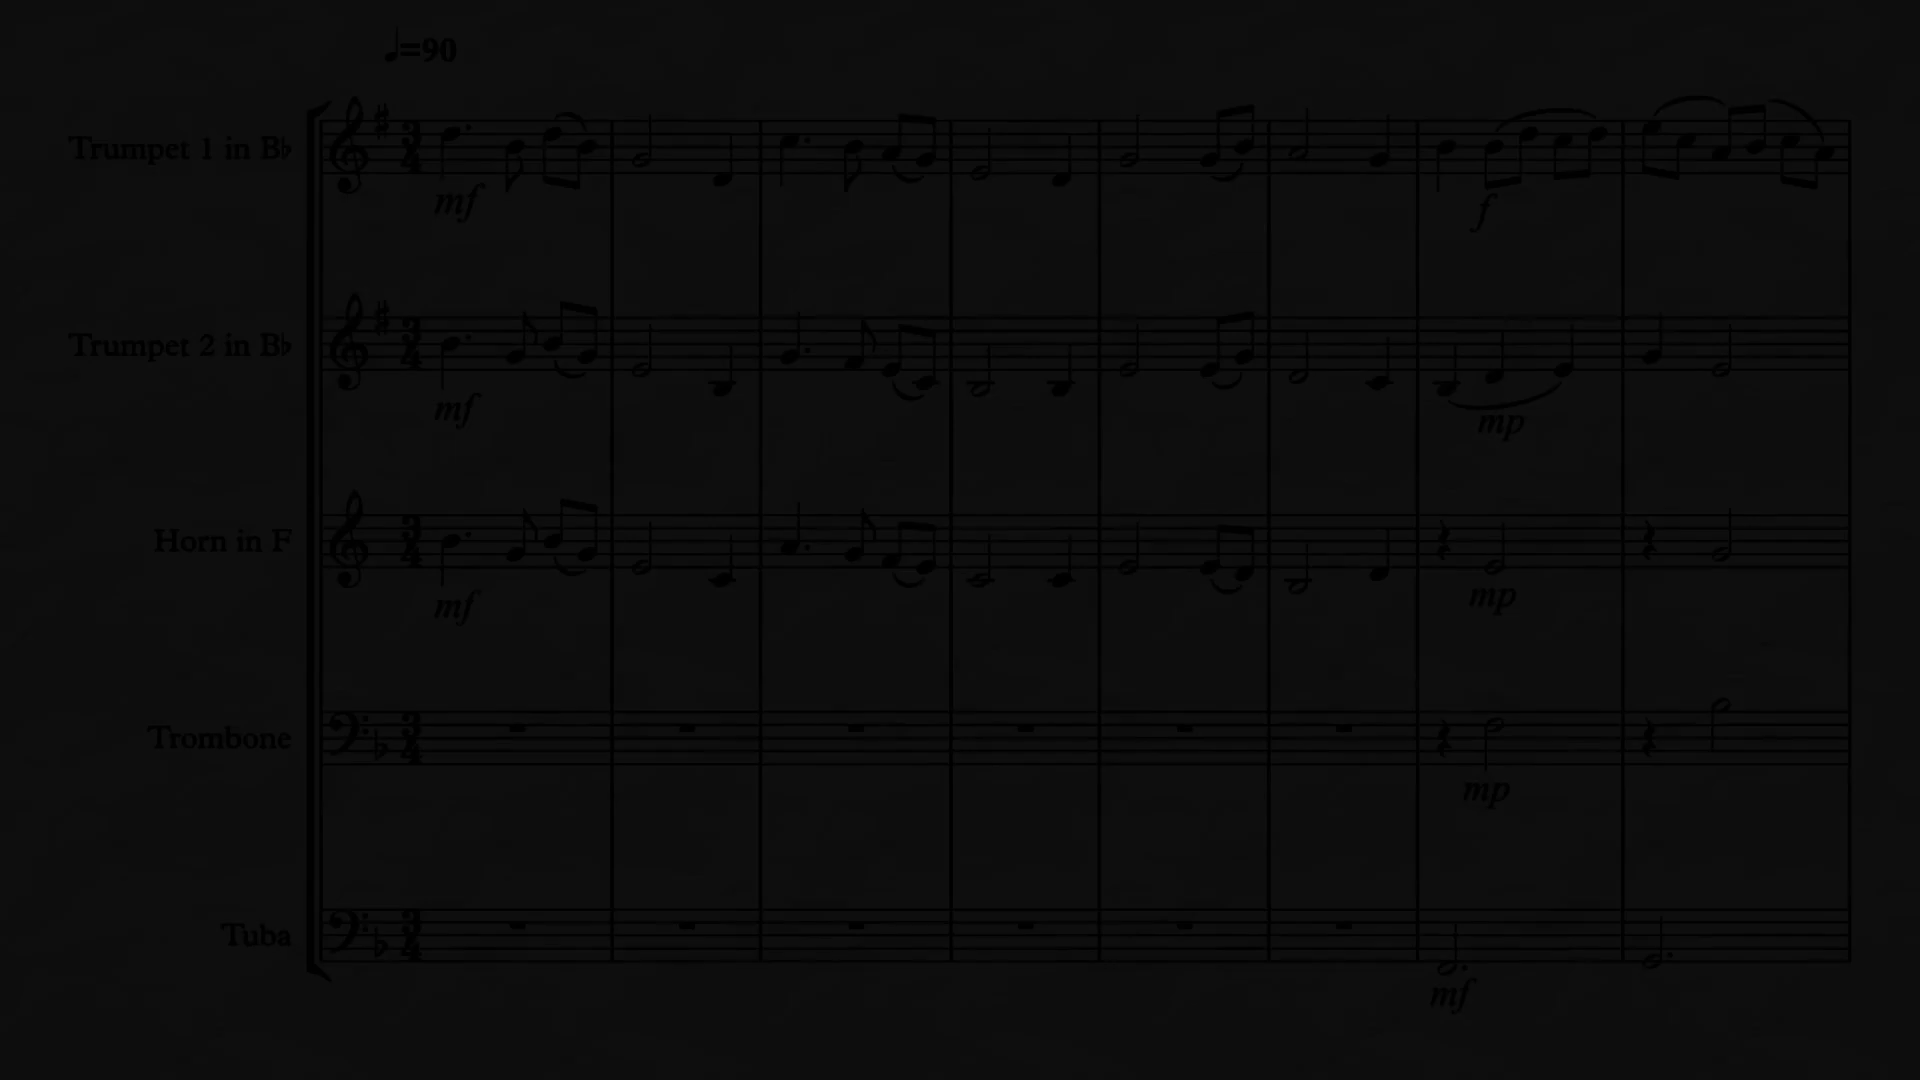 ♩=90
Trumpet 1 in B♭
mf
f
Trumpet 2 in B♭
mf
mp
Horn in F
mf
mp
Trombone
mp
Tuba
mf